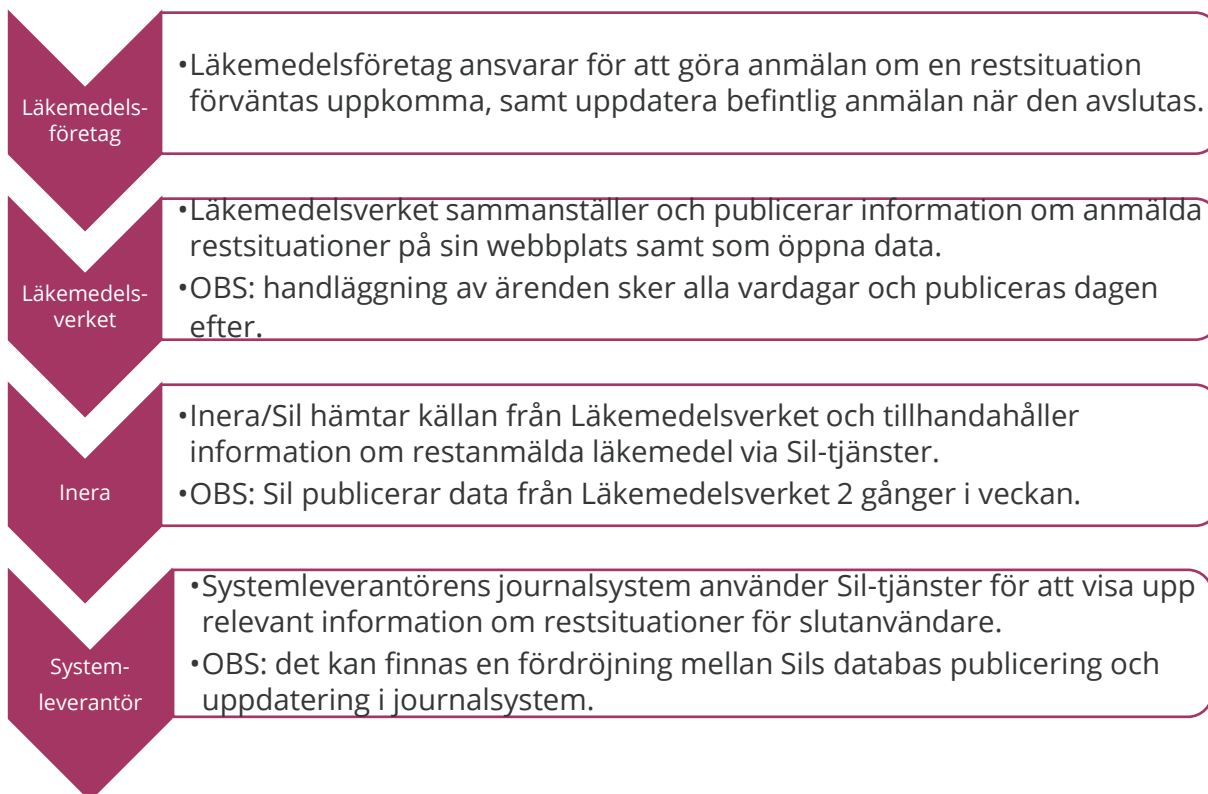 Läkemedels-
företag
•Läkemedelsföretag ansvarar för att göra anmälan om en restsituation
förväntas uppkomma, samt uppdatera befintlig anmälan när den avslutas.
Läkemedels-
verket
•Läkemedelsverket sammanställer och publicerar information om anmälda
restsituationer på sin webbplats samt som öppna data.
•OBS: handläggning av ärenden sker alla vardagar och publiceras dagen
efter.
Inera
•Inera/Sil hämtar källan från Läkemedelsverket och tillhandahåller
information om restanmälda läkemedel via Sil-tjänster.
•OBS: Sil publicerar data från Läkemedelsverket 2 gånger i veckan.
System-
leverantör
•Systemleverantörens journalsystem använder Sil-tjänster för att visa upp
relevant information om restsituationer för slutanvändare.
•OBS: det kan finnas en fördröjning mellan Sils databas publicering och
uppdatering i journalsystem.